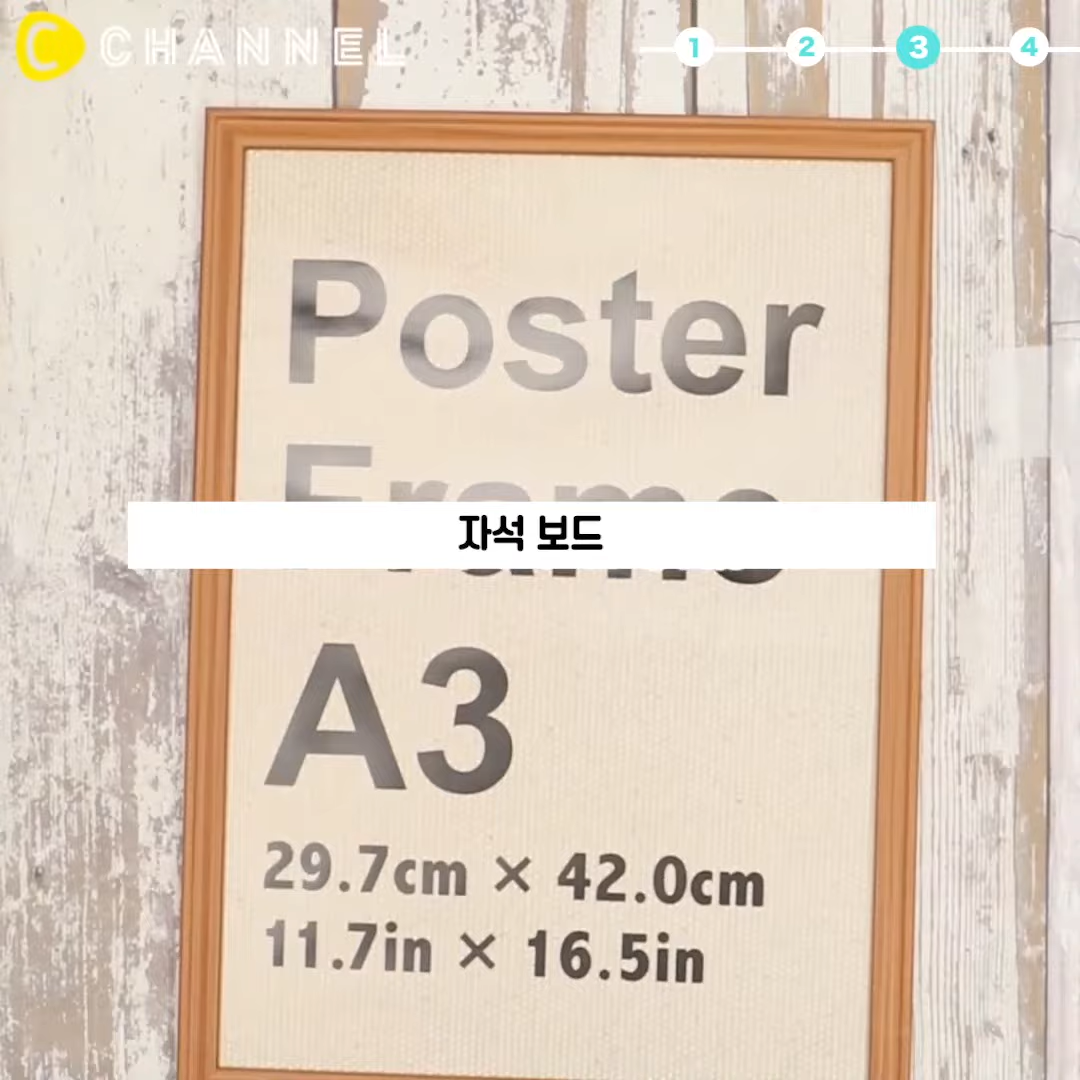 C CHANNEL
1 2 3 4
Poster
Frame
자석 보드
A3
29.7cm × 42.0cm
11.7in × 16.5in